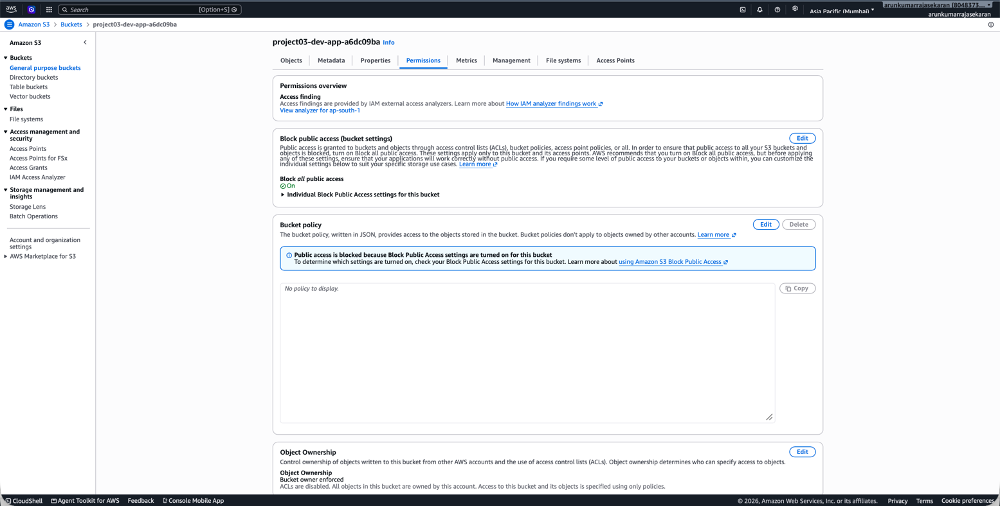 aws
Search [Option+S]
Asia Pacific (Mumbai)
arunkumarrajasekaran (8048373...
arunkumarrajasekaran
Amazon S3 > Buckets > project03-dev-app-a6dc09ba
Amazon S3
Buckets
General purpose buckets
Directory buckets
Table buckets
Vector buckets
Files
File systems
Access management and
security
Access Points
Access Points for FSx
Access Grants
IAM Access Analyzer
Storage management and
insights
Storage Lens
Batch Operations
Account and organization
settings
AWS Marketplace for S3
project03-dev-app-a6dc09ba Info
Objects Metadata Properties Permissions Metrics Management File systems Access Points
Permissions overview
Access finding
Access findings are provided by IAM external access analyzers. Learn more about How IAM analyzer findings work
View analyzer for ap-south-1
Block public access (bucket settings)
Edit
Public access is granted to buckets and objects through access control lists (ACLs), bucket policies, access point policies, or all. In order to ensure that public access to all your S3 buckets and
objects is blocked, turn on Block all public access. These settings apply only to this bucket and its access points. AWS recommends that you turn on Block all public access, but before applying
any of these settings, ensure that your applications will work correctly without public access. If you require some level of public access to your buckets or objects within, you can customize the
individual settings below to suit your specific storage use cases. Learn more
Block all public access
On
Individual Block Public Access settings for this bucket
Bucket policy
Edit Delete
The bucket policy, written in JSON, provides access to the objects stored in the bucket. Bucket policies don't apply to objects owned by other accounts. Learn more
Public access is blocked because Block Public Access settings are turned on for this bucket
To determine which settings are turned on, check your Block Public Access settings for this bucket. Learn more about using Amazon S3 Block Public Access
No policy to display.
Copy
Object Ownership
Edit
Control ownership of objects written to this bucket from other AWS accounts and the use of access control lists (ACLs). Object ownership determines who can specify access to objects.
Object Ownership
Bucket owner enforced
ACLs are disabled. All objects in this bucket are owned by this account. Access to this bucket and its objects is specified using only policies.
CloudShell Agent Toolkit for AWS Feedback Console Mobile App
© 2026, Amazon Web Services, Inc. or its affiliates. Privacy Terms Cookie preferences